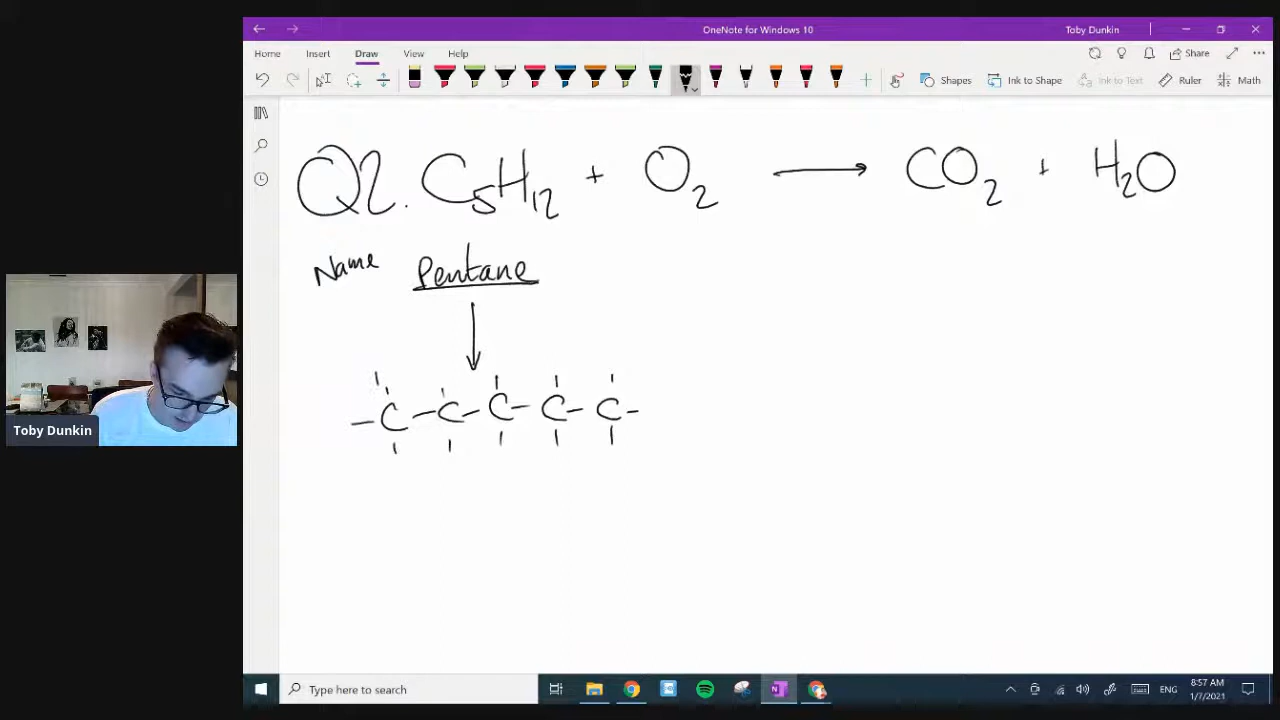 OneNote for Windows 10
Toby Dunkin
Home Insert Draw View Help
Share
Shapes Ink to Shape Ink to Text Ruler Math
Q2. C5H12 + O2 → CO2 + H2O
Name Pentane
-C-C-C-C-C-
Toby Dunkin
Type here to search
ENG
8:57 AM
1/7/2021